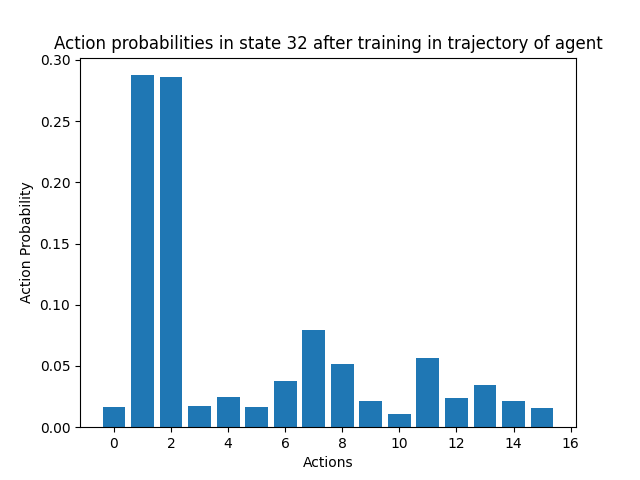 Action probabilities in state 32 after training in trajectory of agent
0.30
0.25
0.20
0.15
0.10
0.05
0.00
Action Probability
0 2 4 6 8 10 12 14 16
Actions